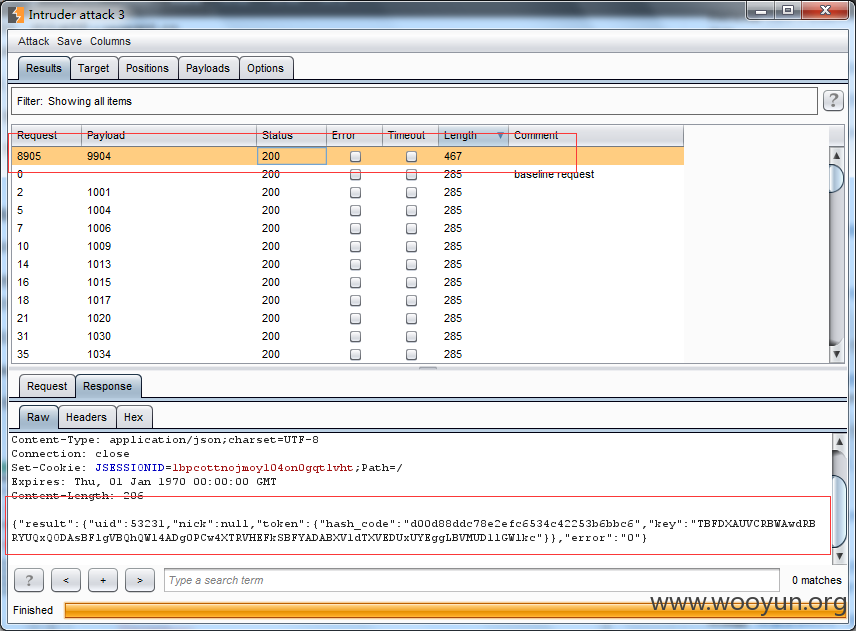 Intruder attack 3
Attack Save Columns
Results Target Positions Payloads Options
Filter: Showing all items
?
Request Payload Status Error Timeout Length Comment
8905 9904 200 467
0 200 285 baseline request
2 1001 200 285
5 1004 200 285
7 1006 200 285
10 1009 200 285
14 1013 200 285
16 1015 200 285
18 1017 200 285
21 1020 200 285
31 1030 200 285
35 1034 200 285
Request Response
Raw Headers Hex
Content-Type: application/json;charset=UTF-8
Connection: close
Set-Cookie: JSESSIONID=lbpcottnojmoyl04on0gqtlvht;Path=/
Expires: Thu, 01 Jan 1970 00:00:00 GMT
Content-Length: 206
{"result":{"uid":53231,"nick":null,"token":{"hash_code":"d00d88ddc78e2efc6534c42253b6bbc6","key":"TBFDXAUVCRBWAwdRB
RYUQxQODAsBFlgVBQhQWl4ADg0PCw4XTRVHEFkSBFYADABXVldTXVEDUxUYEggLBVMUDllGWlkc"}},"error":"0"}
? < + > Type a search term 0 matches
Finished
www.wooyun.org